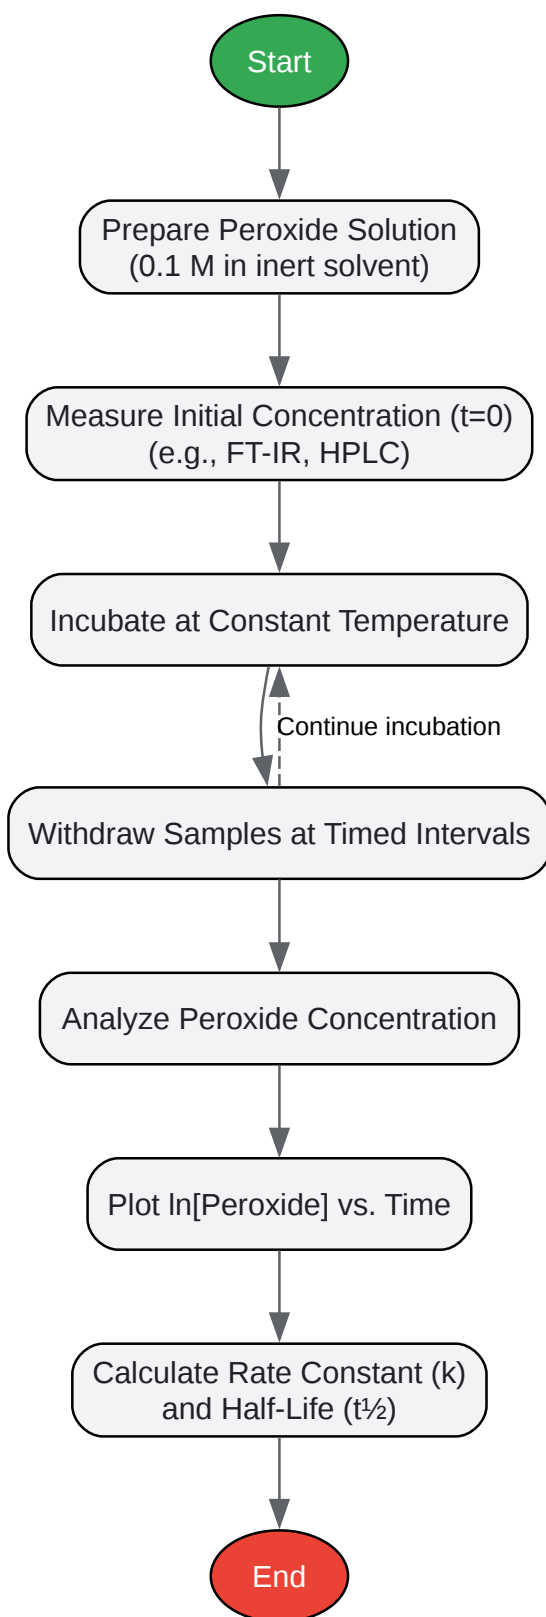 Start
Prepare Peroxide Solution
(0.1 M in inert solvent)
Measure Initial Concentration (t=0)
(e.g., FT-IR, HPLC)
Incubate at Constant Temperature
Continue incubation
Withdraw Samples at Timed Intervals
Analyze Peroxide Concentration
Plot ln[Peroxide] vs. Time
Calculate Rate Constant (k)
and Half-Life (t½)
End